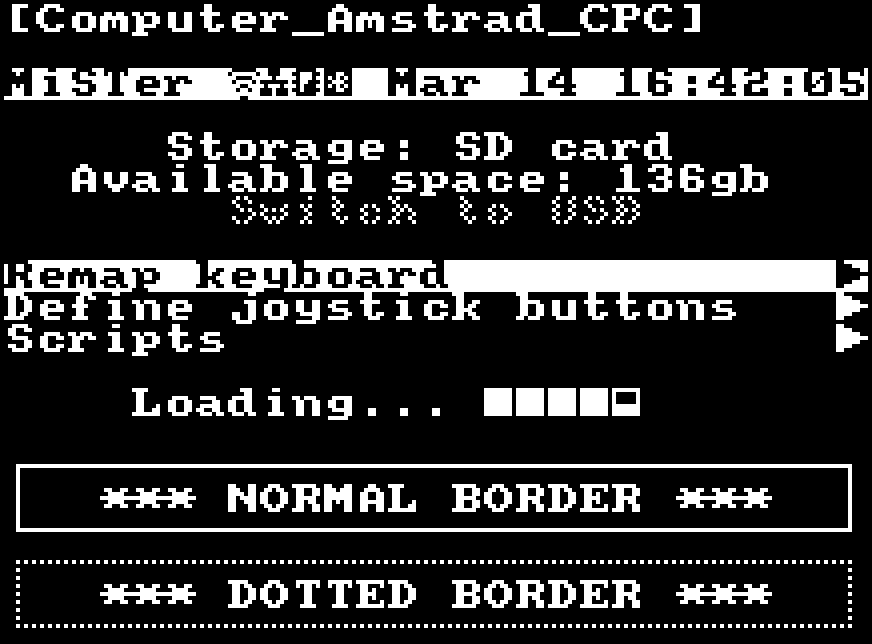 [Computer_Amstrad_CPC]
MiSTer Mar 14 16:42:05
Storage: SD card
Available space: 136gb
Switch to USB
Remap keyboard ►
Define joystick buttons ►
Scripts ►
Loading...
*** NORMAL BORDER ***
*** DOTTED BORDER ***